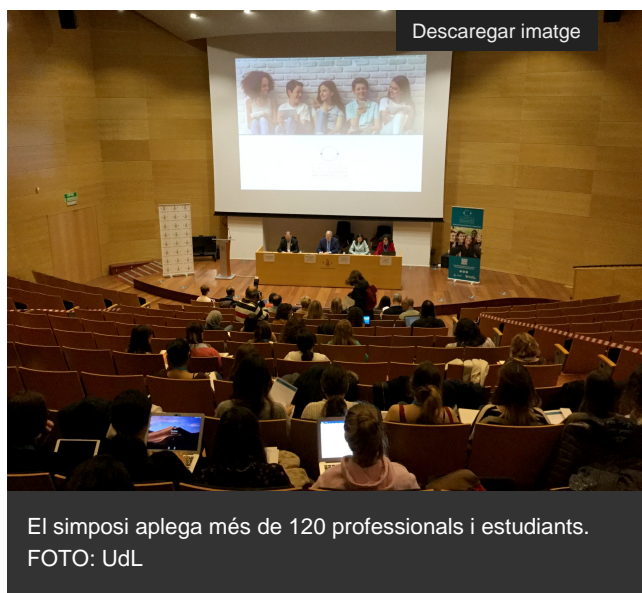 Descaregar imatge
El simposi aplega més de 120 professionals i estudiants.
FOTO: UdL